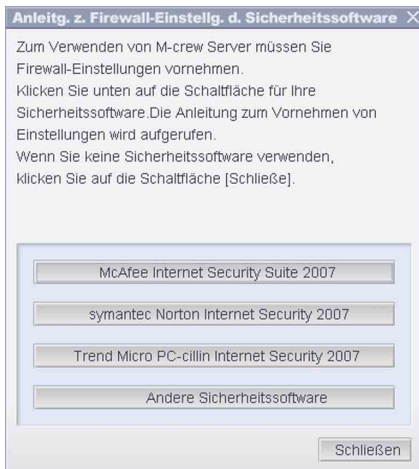 Anleitg. z. Firewall-Einstellg. d. Sicherheitssoftware
Zum Verwenden von M-crew Server müssen Sie
Firewall-Einstellungen vornehmen.
Klicken Sie unten auf die Schaltfläche für Ihre
Sicherheitssoftware.Die Anleitung zum Vornehmen von
Einstellungen wird aufgerufen.
Wenn Sie keine Sicherheitssoftware verwenden,
klicken Sie auf die Schaltfläche [Schließe].
McAfee Internet Security Suite 2007
symantec Norton Internet Security 2007
Trend Micro PC-cillin Internet Security 2007
Andere Sicherheitssoftware
Schließen